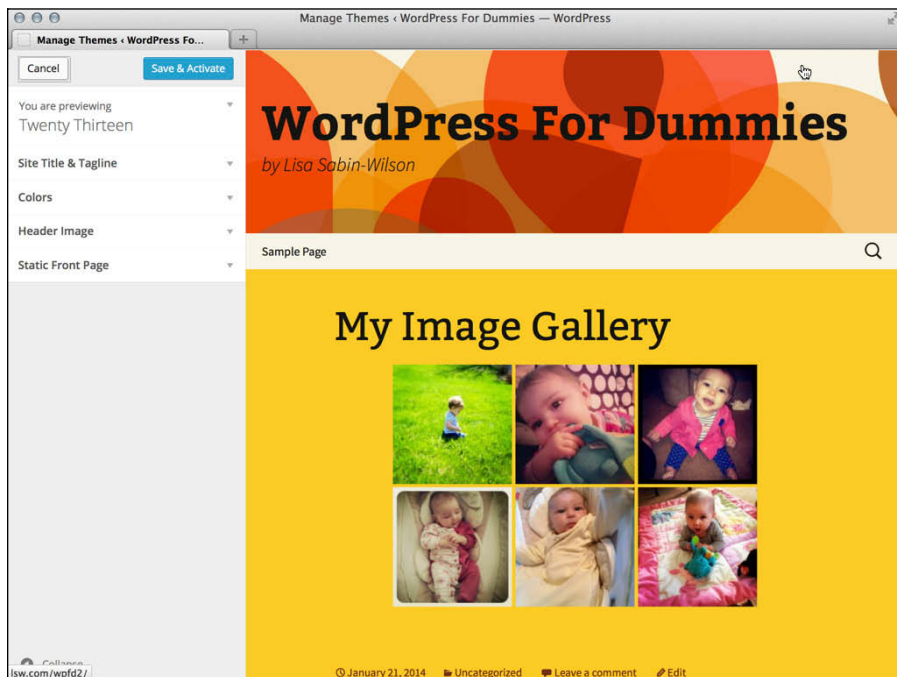 Manage Themes ‹ WordPress For Dummies — WordPress
Manage Themes ‹ WordPress Fo...
+
Cancel
Save & Activate
You are previewing
Twenty Thirteen
Site Title & Tagline
Colors
Header Image
Static Front Page
WordPress For Dummies
by Lisa Sabin-Wilson
Sample Page
My Image Gallery
January 21, 2014
Uncategorized
Leave a comment
Edit
Collapse
lsw.com/wpfd2/